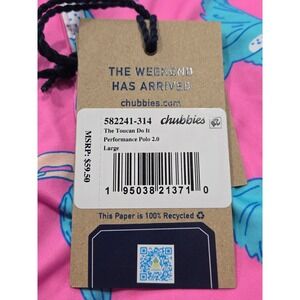 THE WEEKEND
HAS ARRIVED
chubbies.com
582241-314 chubbies
The Toucan Do It
Performance Polo 2.0
Large
MSRP: $59.50
1 95038 21371 0
This Paper is 100% Recycled